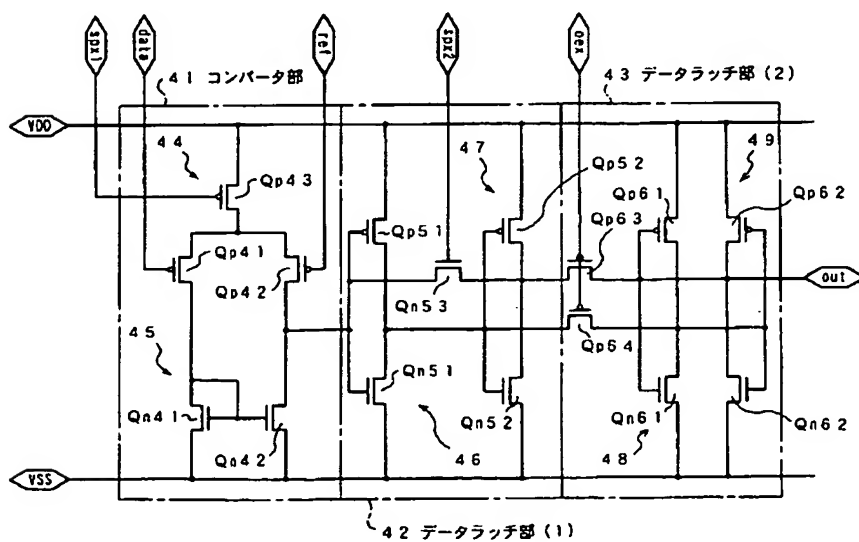 spx1
data
ref
spx2
oex
41 コンパータ部
43 データラッチ部(2)
VDD
44
47
49
Qp43
Qp52
Qp61
Qp62
Qp51
Qp63
Qp41
Qp42
Qn53
out
Qp64
45
Qn51
Qn41
Qn52
Qn61
Qn42
46
48
Qn62
VSS
42 データラッチ部(1)